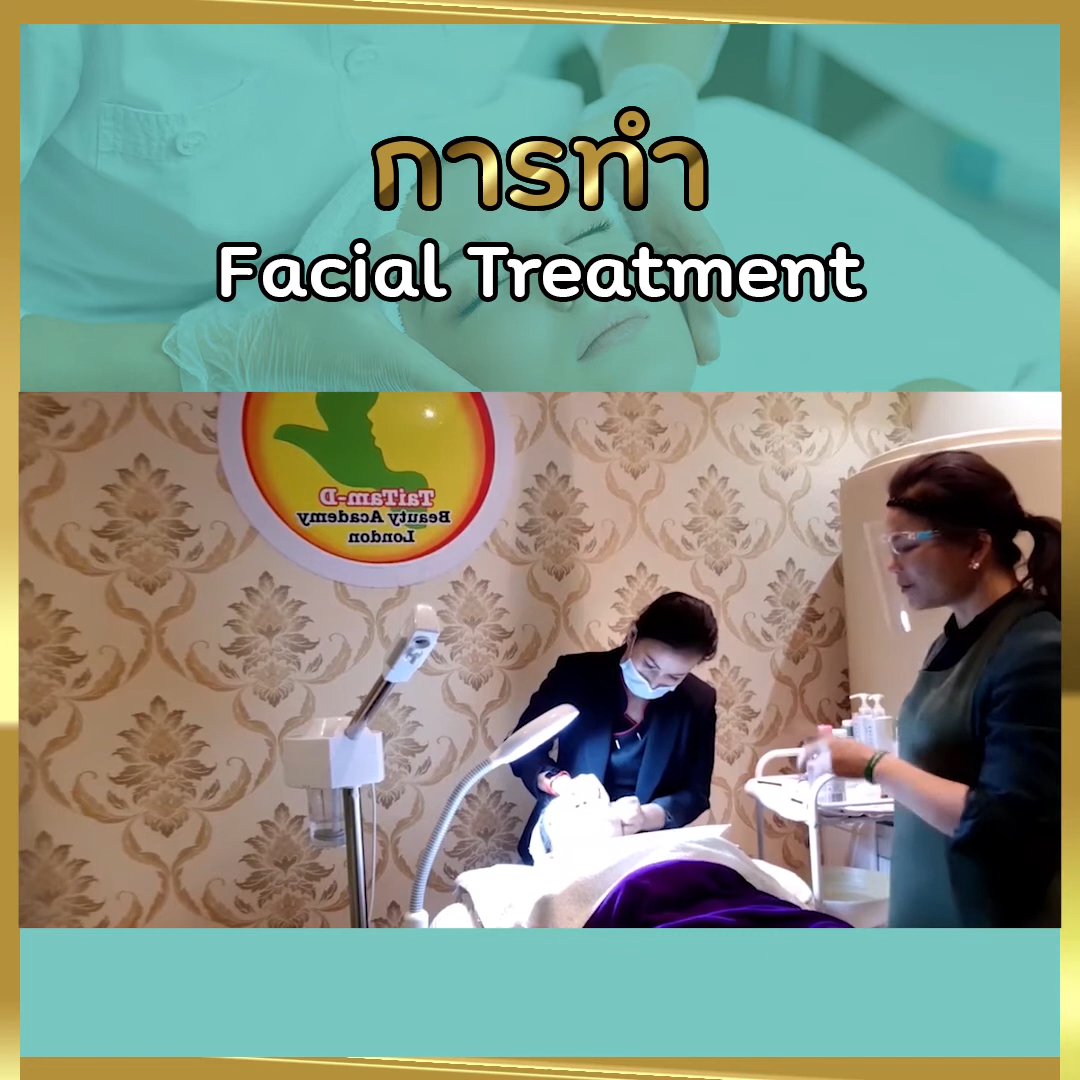 การทำ
Facial Treatment
TaiTam-D
Beauty Academy
London